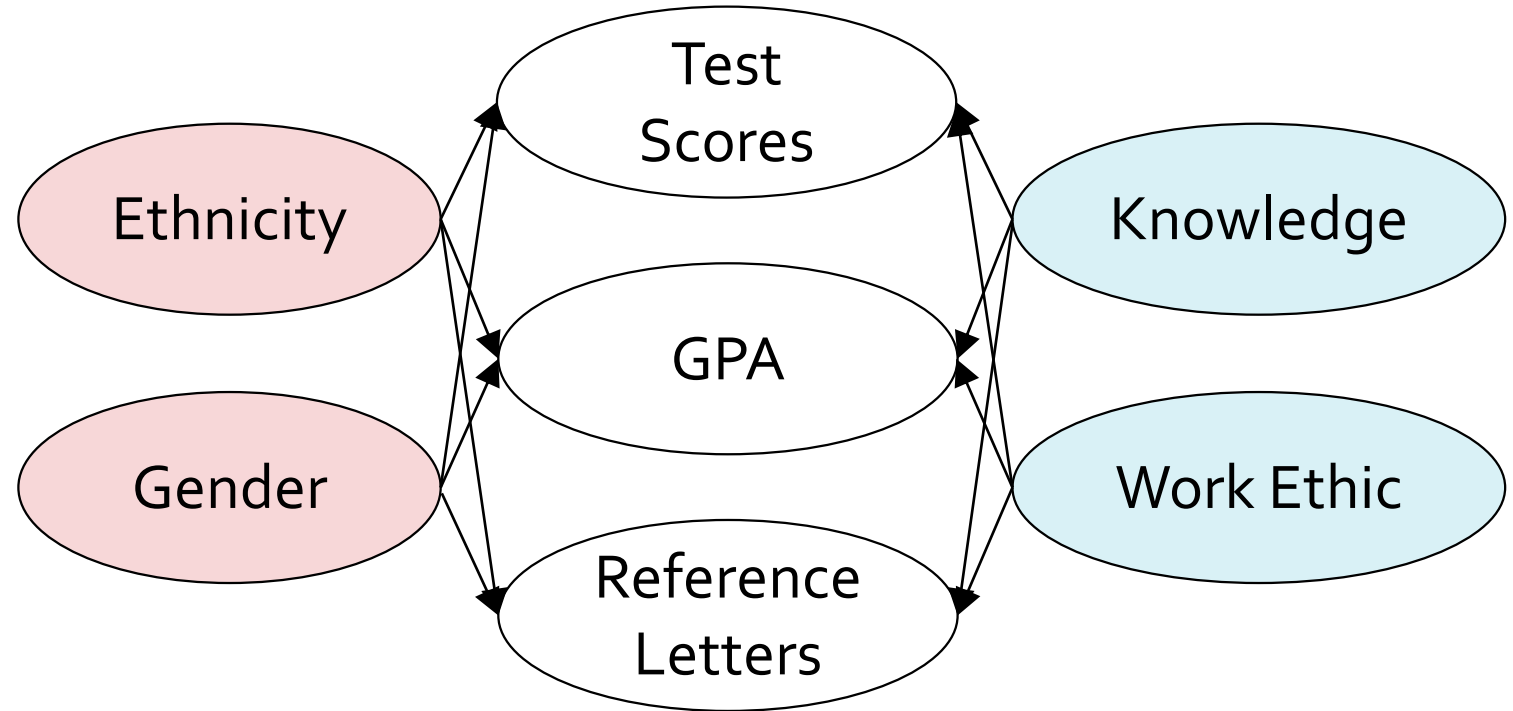 Test
Scores
Ethnicity
Knowledge
GPA
Gender
Work Ethic
Reference
Letters